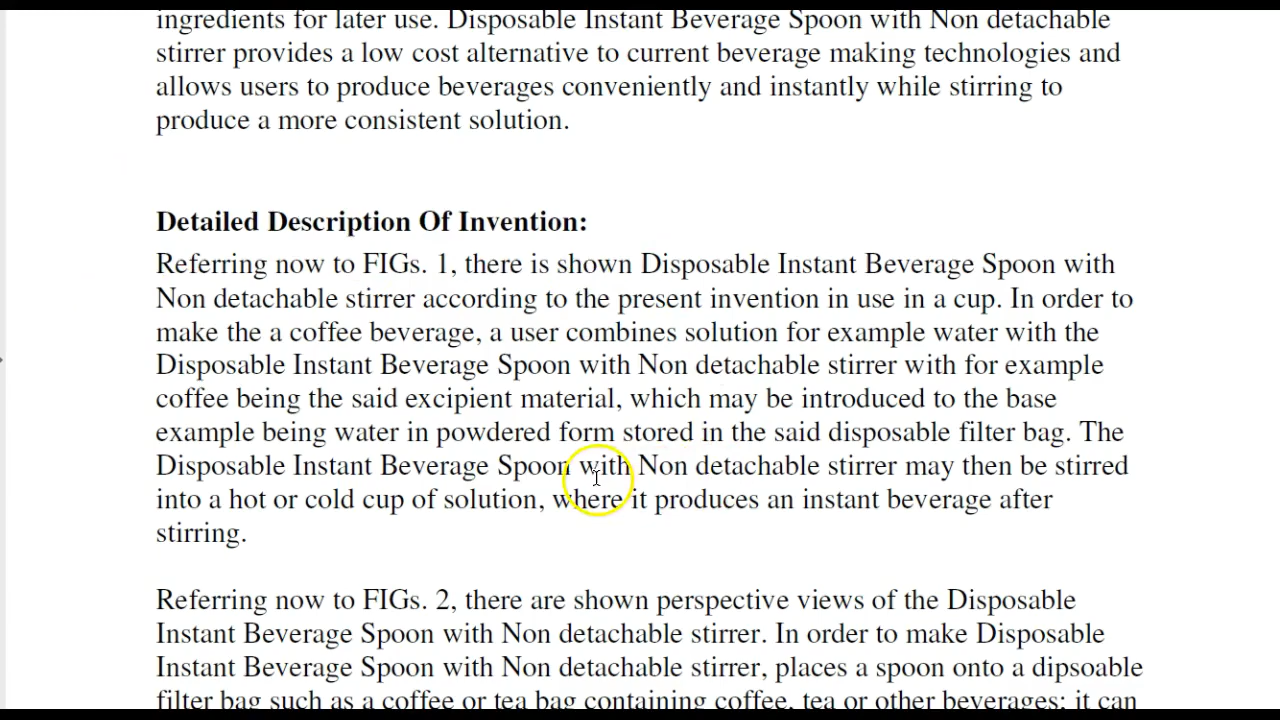 ingredients for later use. Disposable Instant Beverage Spoon with Non detachable
stirrer provides a low cost alternative to current beverage making technologies and
allows users to produce beverages conveniently and instantly while stirring to
produce a more consistent solution.
Detailed Description Of Invention:
Referring now to FIGs. 1, there is shown Disposable Instant Beverage Spoon with
Non detachable stirrer according to the present invention in use in a cup. In order to
make the a coffee beverage, a user combines solution for example water with the
Disposable Instant Beverage Spoon with Non detachable stirrer with for example
coffee being the said excipient material, which may be introduced to the base
example being water in powdered form stored in the said disposable filter bag. The
Disposable Instant Beverage Spoon with Non detachable stirrer may then be stirred
into a hot or cold cup of solution, where it produces an instant beverage after
stirring.
Referring now to FIGs. 2, there are shown perspective views of the Disposable
Instant Beverage Spoon with Non detachable stirrer. In order to make Disposable
Instant Beverage Spoon with Non detachable stirrer, places a spoon onto a dipsoable
filter bag such as a coffee or tea bag containing coffee, tea or other beverages; it can